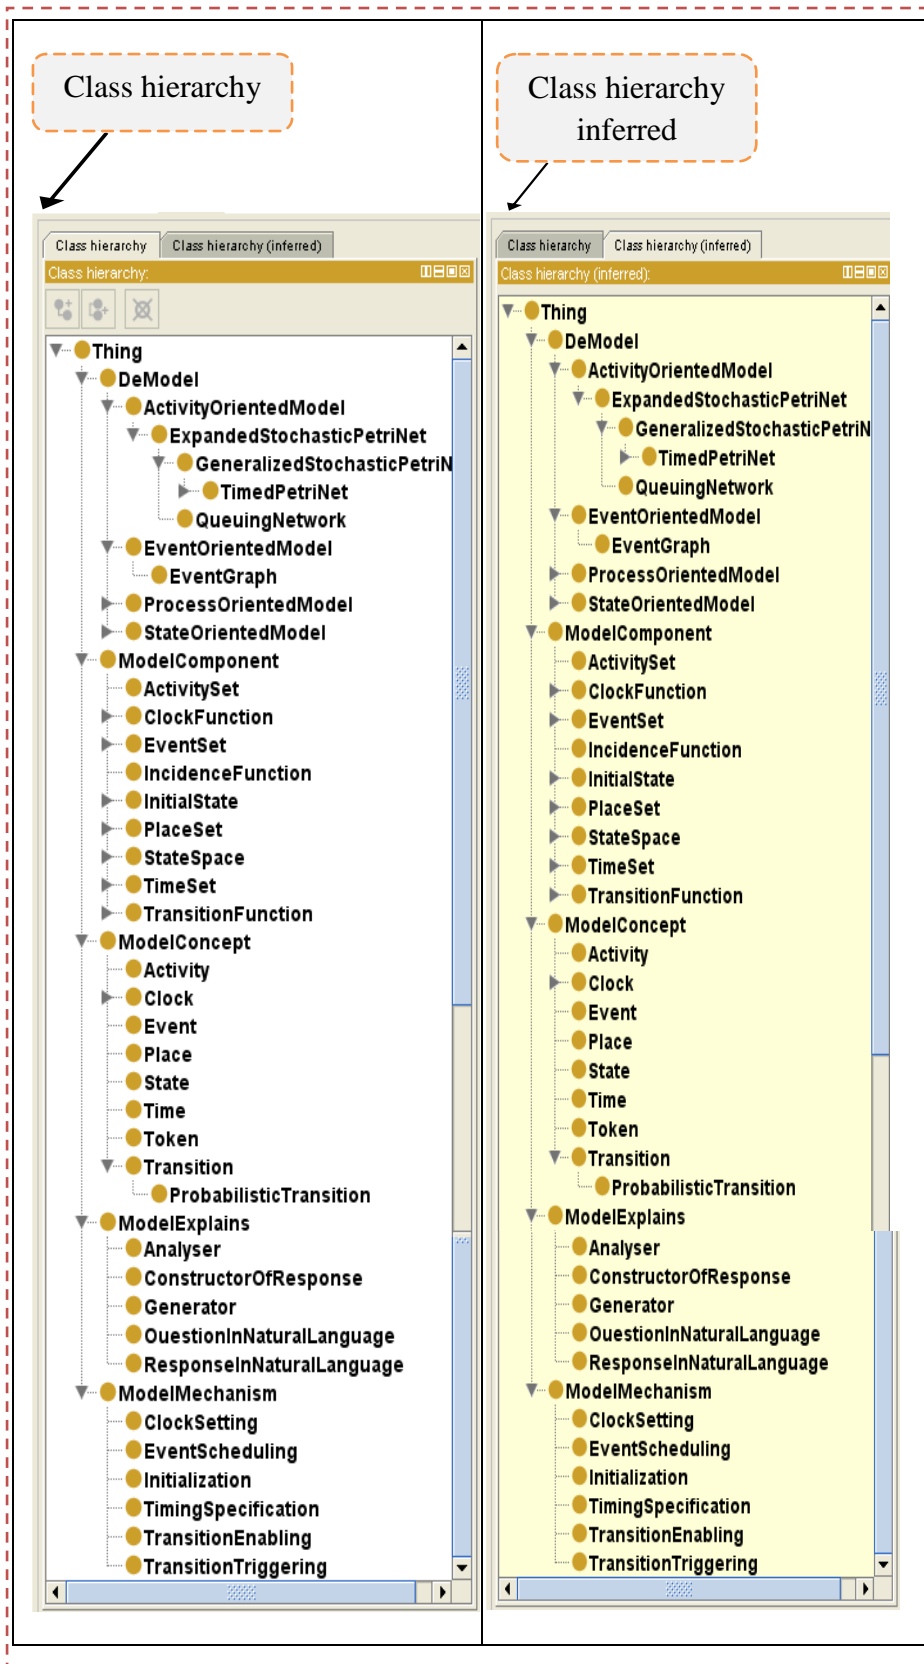 Class hierarchy
Class hierarchy
Class hierarchy (inferred)
Class hierarchy:
Thing
DeModel
ActivityOrientedModel
ExpandedStochasticPetriNet
GeneralizedStochasticPetriN
TimedPetriNet
QueuingNetwork
EventOrientedModel
EventGraph
ProcessOrientedModel
StateOrientedModel
ModelComponent
ActivitySet
ClockFunction
EventSet
IncidenceFunction
InitialState
PlaceSet
StateSpace
TimeSet
TransitionFunction
ModelConcept
Activity
Clock
Event
Place
State
Time
Token
Transition
ProbabilisticTransition
ModelExplains
Analyser
ConstructorOfResponse
Generator
OuestionInNaturalLanguage
ResponseInNaturalLanguage
ModelMechanism
ClockSetting
EventScheduling
Initialization
TimingSpecification
TransitionEnabling
TransitionTriggering
Class hierarchy
inferred
Class hierarchy
Class hierarchy (inferred)
Class hierarchy (inferred):
Thing
DeModel
ActivityOrientedModel
ExpandedStochasticPetriNet
GeneralizedStochasticPetriN
TimedPetriNet
QueuingNetwork
EventOrientedModel
EventGraph
ProcessOrientedModel
StateOrientedModel
ModelComponent
ActivitySet
ClockFunction
EventSet
IncidenceFunction
InitialState
PlaceSet
StateSpace
TimeSet
TransitionFunction
ModelConcept
Activity
Clock
Event
Place
State
Time
Token
Transition
ProbabilisticTransition
ModelExplains
Analyser
ConstructorOfResponse
Generator
OuestionInNaturalLanguage
ResponseInNaturalLanguage
ModelMechanism
ClockSetting
EventScheduling
Initialization
TimingSpecification
TransitionEnabling
TransitionTriggering